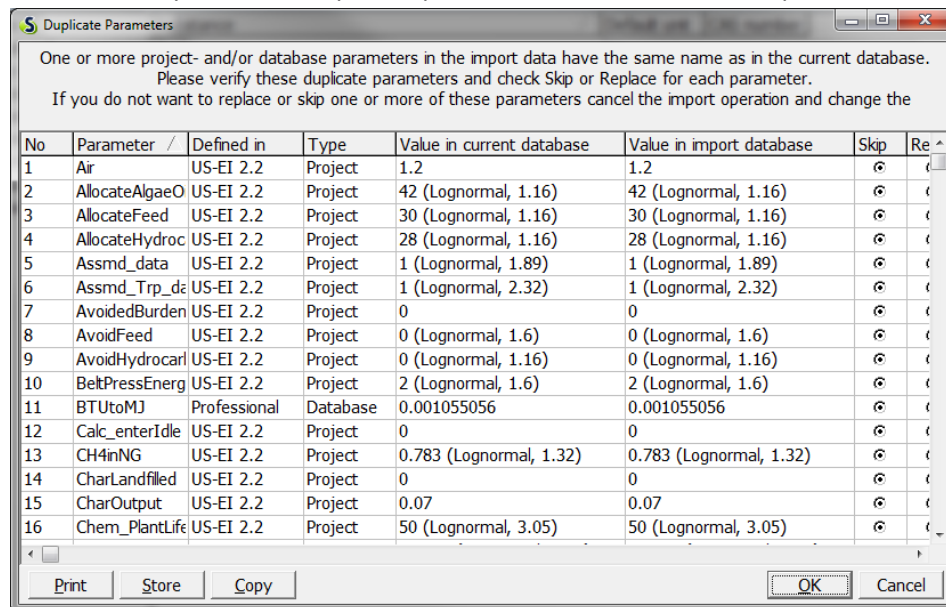 Duplicate Parameters
One or more project- and/or database parameters in the import data have the same name as in the current database.
Please verify these duplicate parameters and check Skip or Replace for each parameter.
If you do not want to replace or skip one or more of these parameters cancel the import operation and change the
No Parameter Defined in Type Value in current database Value in import database Skip Re
1 Air US-EI 2.2 Project 1.2 1.2
2 AllocateAlgaeO US-EI 2.2 Project 42 (Lognormal, 1.16) 42 (Lognormal, 1.16)
3 AllocateFeed US-EI 2.2 Project 30 (Lognormal, 1.16) 30 (Lognormal, 1.16)
4 AllocateHydroc US-EI 2.2 Project 28 (Lognormal, 1.16) 28 (Lognormal, 1.16)
5 Assmd_data US-EI 2.2 Project 1 (Lognormal, 1.89) 1 (Lognormal, 1.89)
6 Assmd_Trp_da US-EI 2.2 Project 1 (Lognormal, 2.32) 1 (Lognormal, 2.32)
7 AvoidedBurden US-EI 2.2 Project 0 0
8 AvoidFeed US-EI 2.2 Project 0 (Lognormal, 1.6) 0 (Lognormal, 1.6)
9 AvoidHydrocarl US-EI 2.2 Project 0 (Lognormal, 1.16) 0 (Lognormal, 1.16)
10 BeltPressEnerg US-EI 2.2 Project 2 (Lognormal, 1.6) 2 (Lognormal, 1.6)
11 BTUtoMJ Professional Database 0.001055056 0.001055056
12 Calc_enterIdle US-EI 2.2 Project 0 0
13 CH4inNG US-EI 2.2 Project 0.783 (Lognormal, 1.32) 0.783 (Lognormal, 1.32)
14 CharLandfilled US-EI 2.2 Project 0 0
15 CharOutput US-EI 2.2 Project 0.07 0.07
16 Chem_PlantLife US-EI 2.2 Project 50 (Lognormal, 3.05) 50 (Lognormal, 3.05)
Print Store Copy OK Cancel